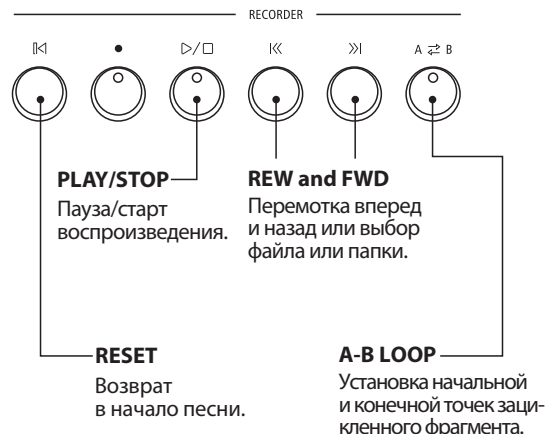 RECORDER
A ⇄ B
PLAY/STOP
Пауза/старт
воспроизведения.
REW and FWD
Перемотка вперед
и назад или выбор
файла или папки.
RESET
Возврат
в начало песни.
A-B LOOP
Установка начальной
и конечной точек заци-
кленного фрагмента.